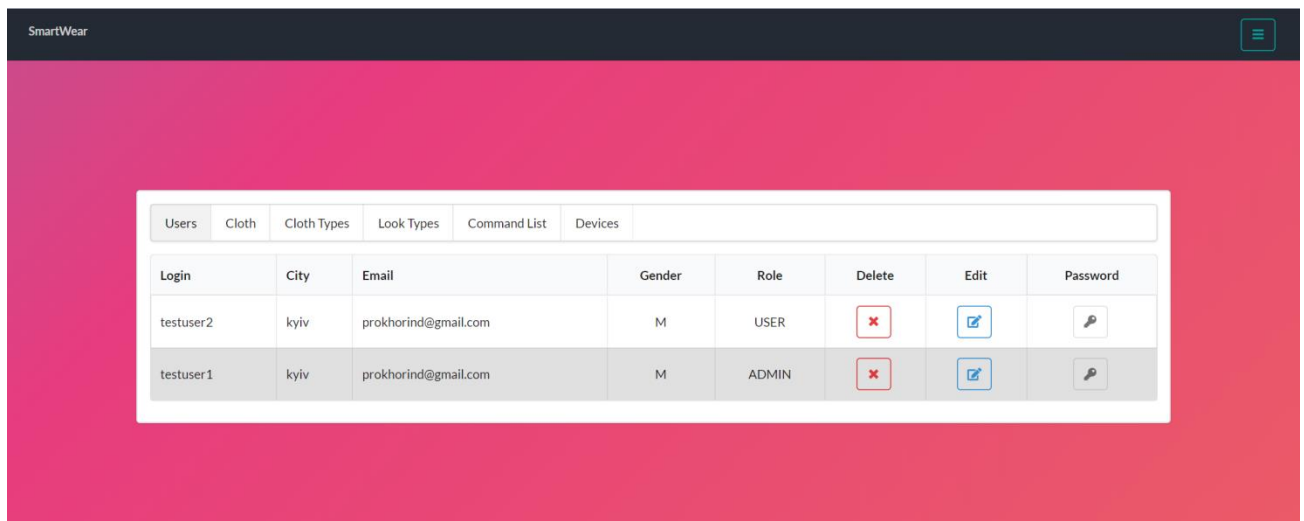 SmartWear
Users Cloth Cloth Types Look Types Command List Devices
Login City Email Gender Role Delete Edit Password
testuser2 kyiv prokhorind@gmail.com M USER
testuser1 kyiv prokhorind@gmail.com M ADMIN